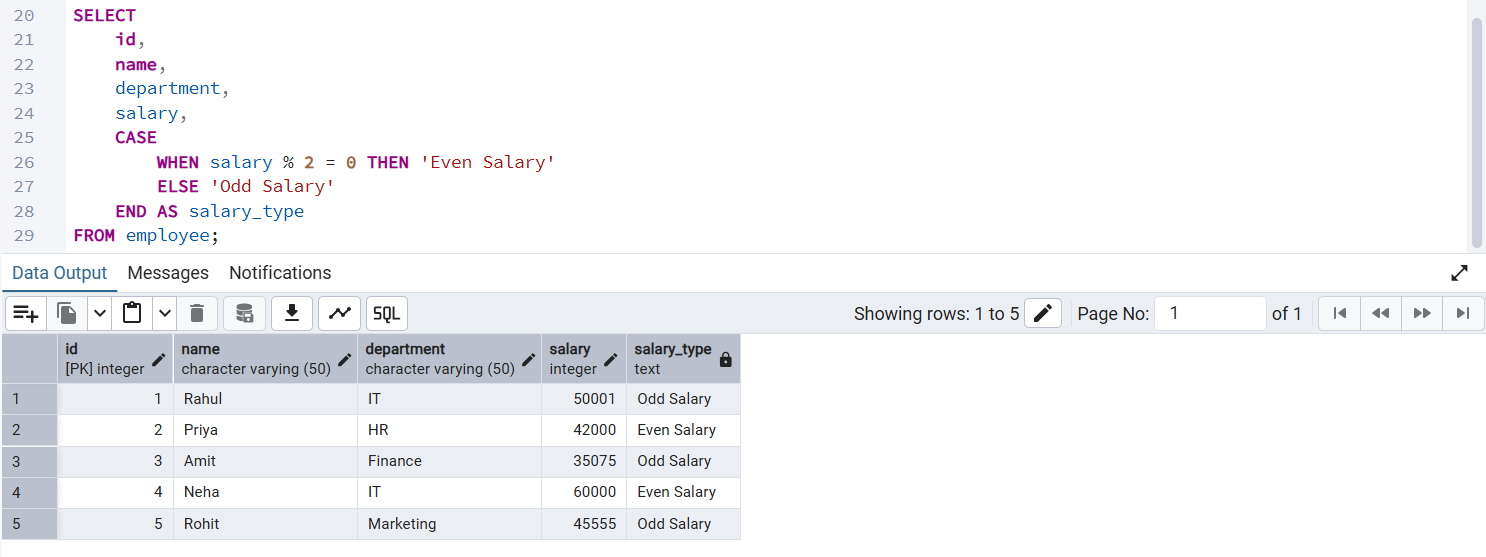 20 SELECT
21 id,
22 name,
23 department,
24 salary,
25 CASE
26 WHEN salary % 2 = 0 THEN 'Even Salary'
27 ELSE 'Odd Salary'
28 END AS salary_type
29 FROM employee;
Data Output Messages Notifications
SQL Showing rows: 1 to 5 Page No: 1 of 1
id name department salary salary_type
[PK] integer character varying (50) character varying (50) integer text
1 1 Rahul IT 50001 Odd Salary
2 2 Priya HR 42000 Even Salary
3 3 Amit Finance 35075 Odd Salary
4 4 Neha IT 60000 Even Salary
5 5 Rohit Marketing 45555 Odd Salary